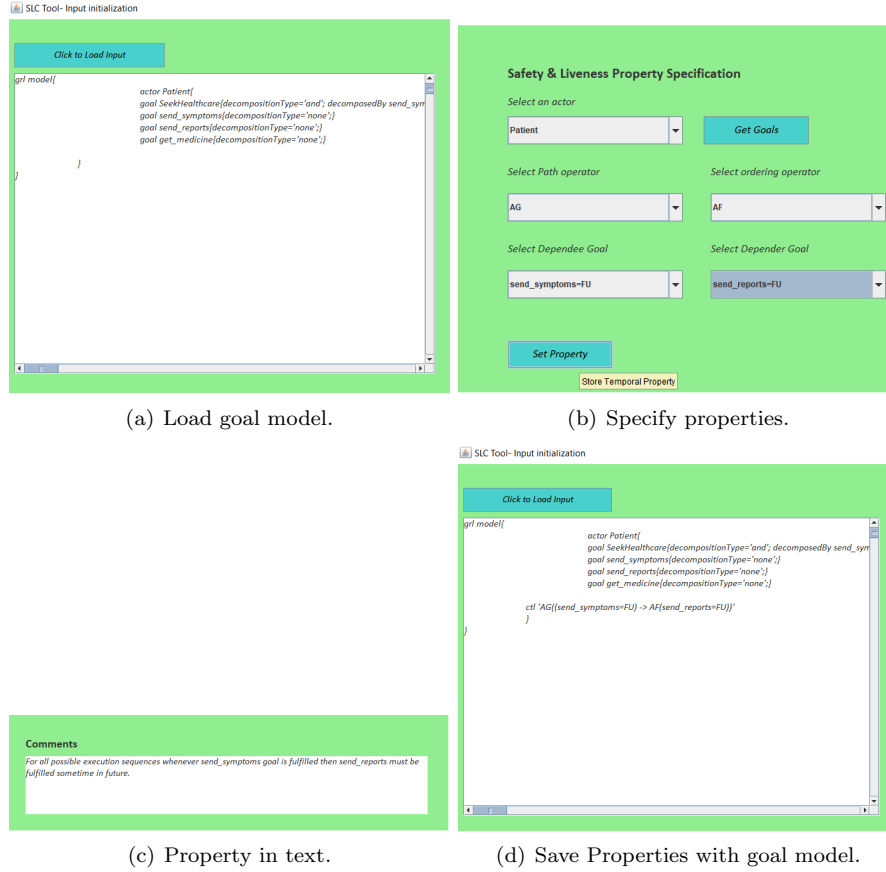 SLC Tool- Input initialization
Click to Load Input
grl model{
actor Patient{
goal SeekHealthcare{decompositionType='and'; decomposedBy send_sym
goal send_symptoms{decompositionType='none';}
goal send_reports{decompositionType='none';}
goal get_medicine{decompositionType='none';}
}
}
(a) Load goal model.
Safety & Liveness Property Specification
Select an actor
Patient
Get Goals
Select Path operator
Select ordering operator
AG
AF
Select Dependee Goal
Select Depender Goal
send_symptoms=FU
send_reports=FU
Set Property
Store Temporal Property
(b) Specify properties.
Comments
For all possible execution sequences whenever send_symptoms goal is fulfilled then send_reports must be
fulfilled sometime in future.
(c) Property in text.
SLC Tool- Input initialization
Click to Load Input
grl model{
actor Patient{
goal SeekHealthcare{decompositionType='and'; decomposedBy send_sym
goal send_symptoms{decompositionType='none';}
goal send_reports{decompositionType='none';}
goal get_medicine{decompositionType='none';}
ctl 'AG((send_symptoms=FU) -> AF(send_reports=FU))'
}
}
(d) Save Properties with goal model.